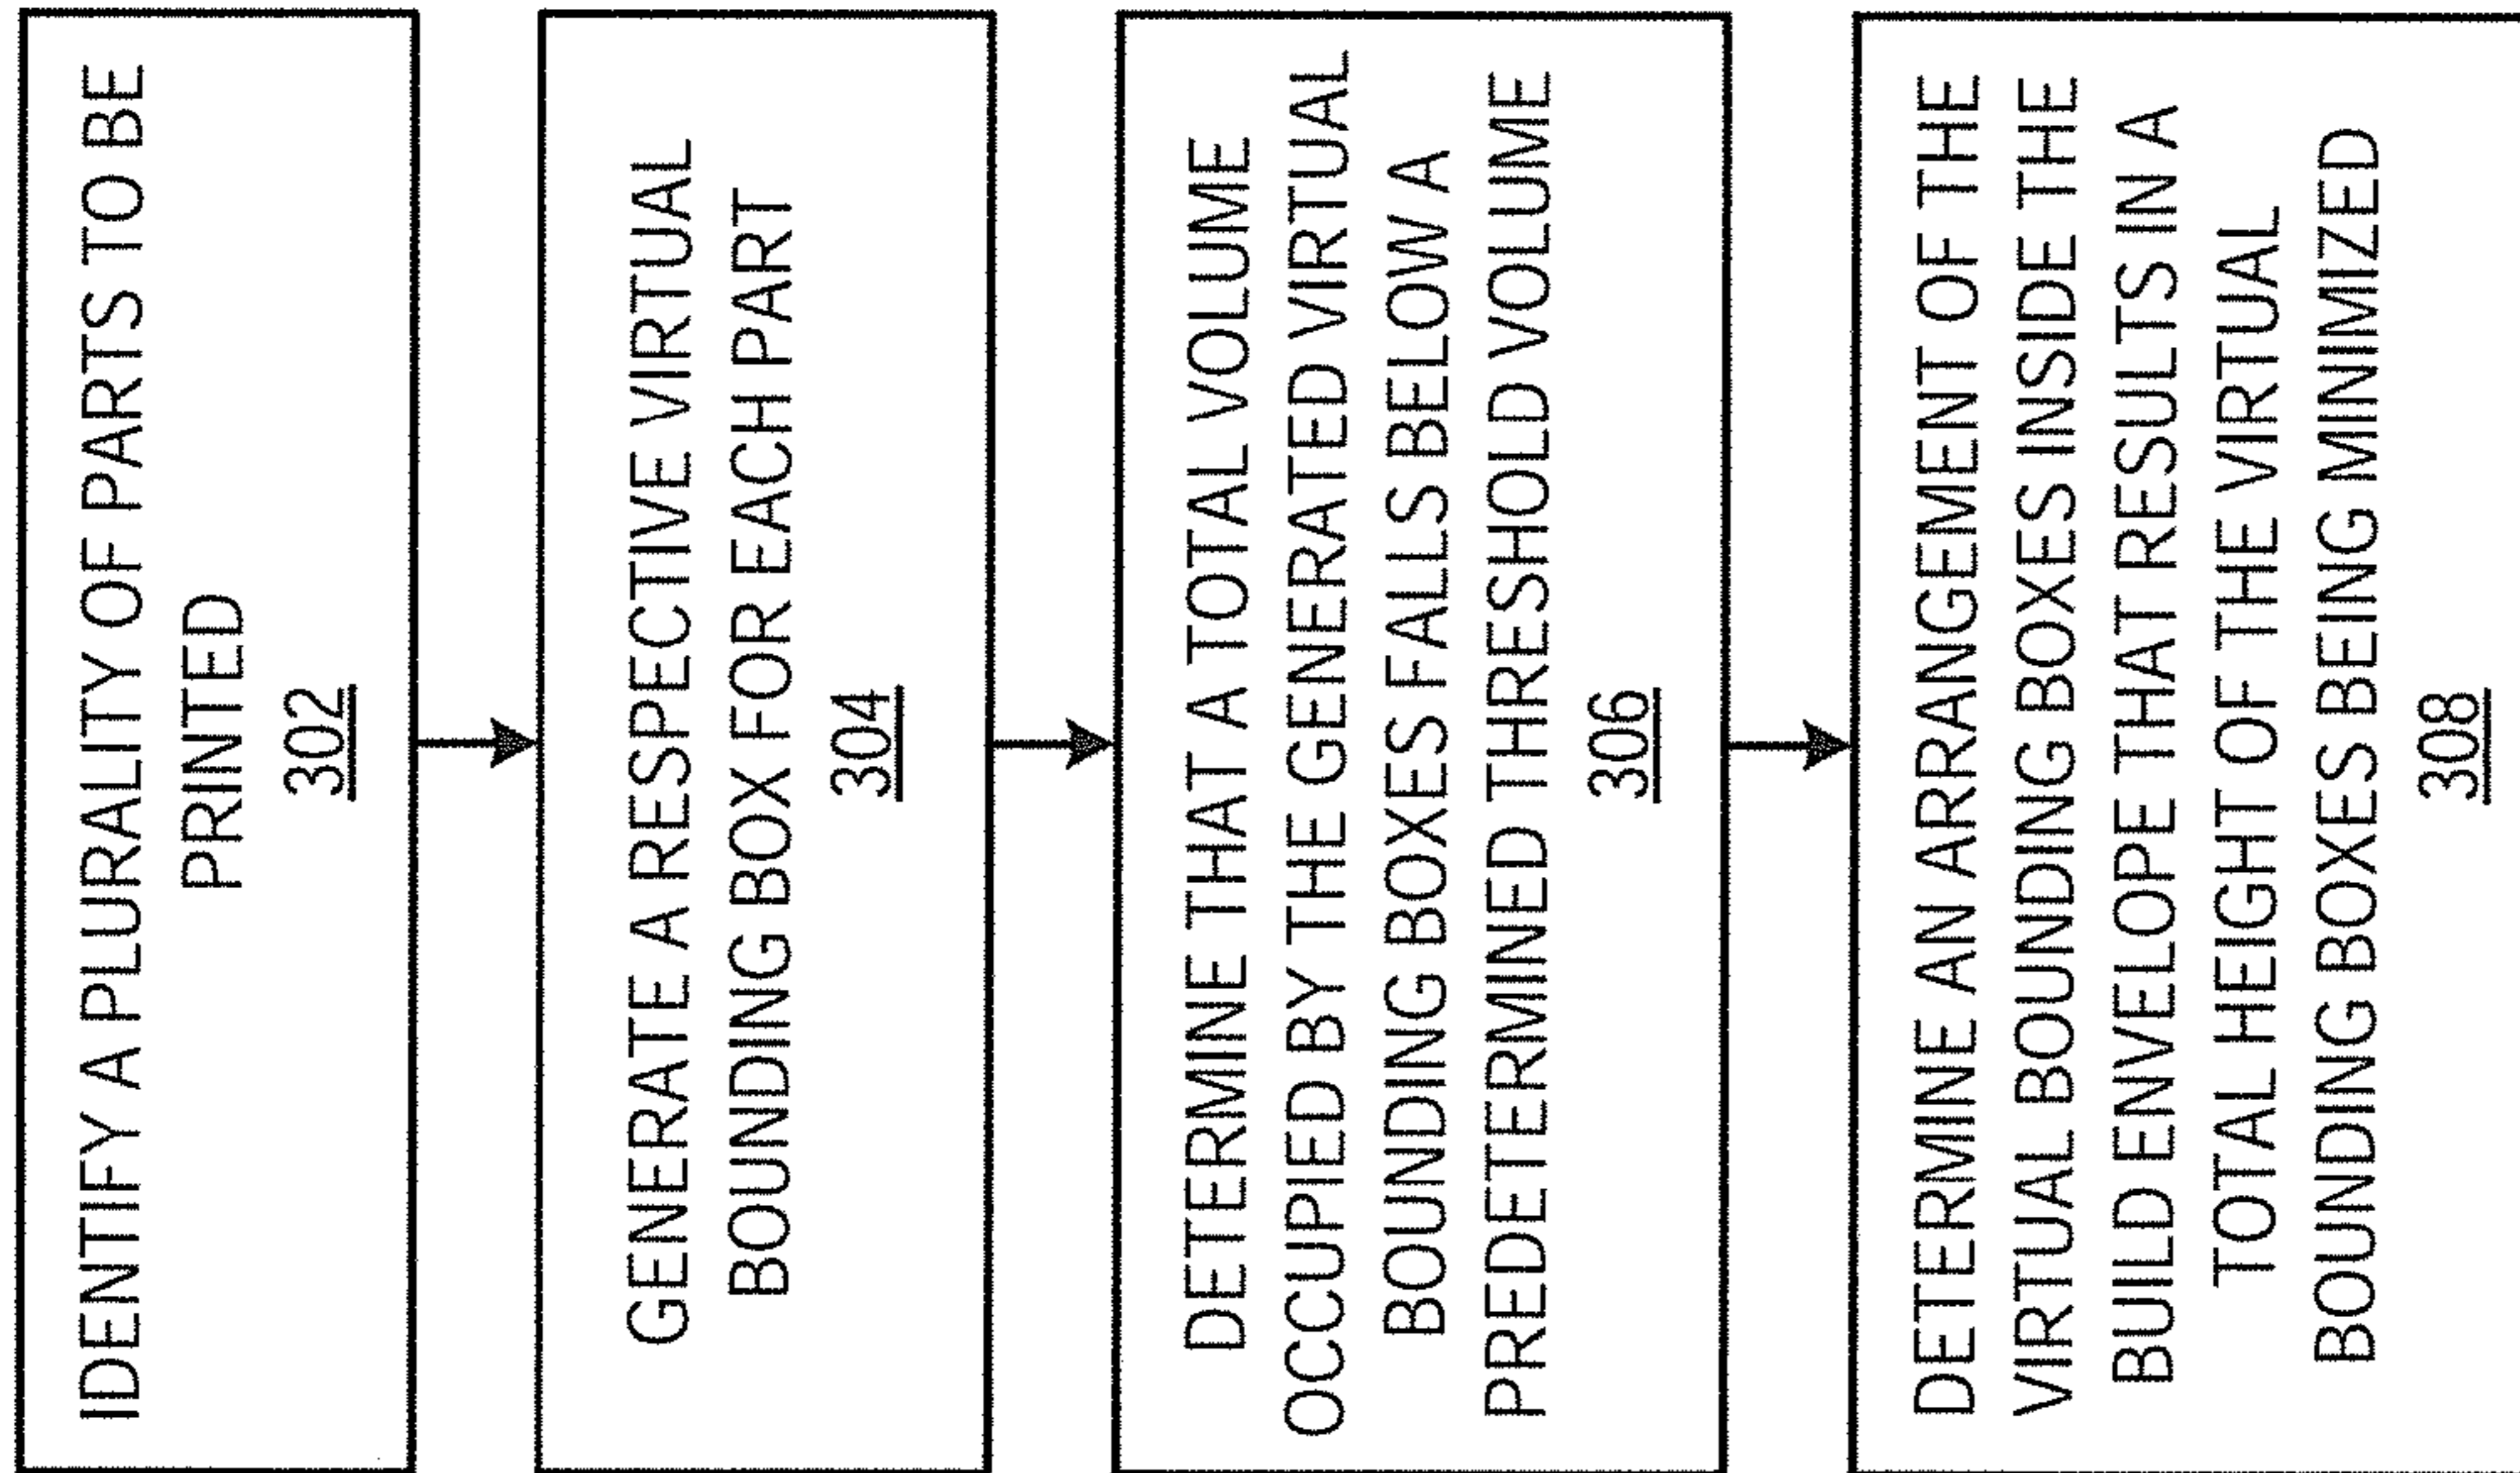 IDENTIFY A PLURALITY OF PARTS TO BE
PRINTED
302
GENERATE A RESPECTIVE VIRTUAL
BOUNDING BOX FOR EACH PART
304
DETERMINE THAT A TOTAL VOLUME
OCCUPIED BY THE GENERATED VIRTUAL
BOUNDING BOXES FALLS BELOW A
PREDETERMINED THRESHOLD VOLUME
306
DETERMINE AN ARRANGEMENT OF THE
VIRTUAL BOUNDING BOXES INSIDE THE
BUILD ENVELOPE THAT RESULTS IN A
TOTAL HEIGHT OF THE VIRTUAL
BOUNDING BOXES BEING MINIMIZED
308